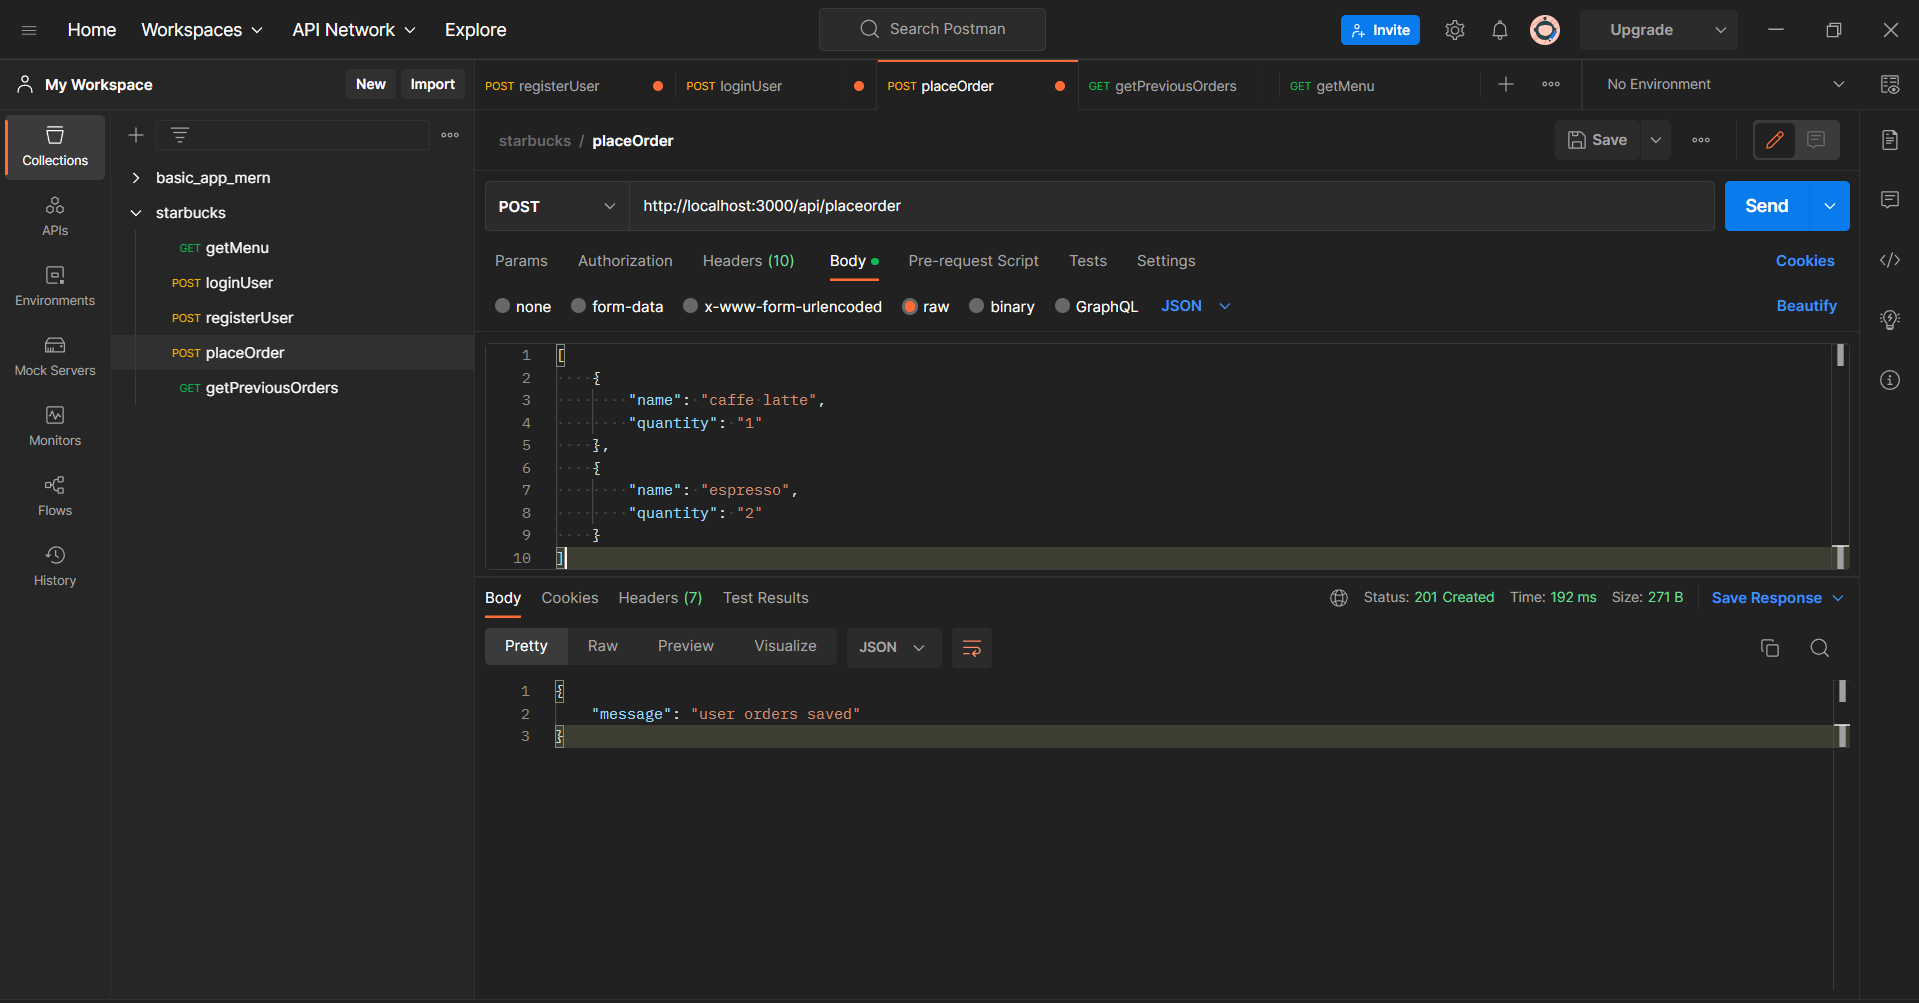 Home Workspaces API Network Explore Search Postman Invite Upgrade
My Workspace New Import POST registerUser POST loginUser POST placeOrder GET getPreviousOrders GET getMenu No Environment
Collections
APIs
Environments
Mock Servers
Monitors
Flows
History
basic_app_mern
starbucks
GET getMenu
POST loginUser
POST registerUser
POST placeOrder
GET getPreviousOrders
starbucks / placeOrder Save
POST http://localhost:3000/api/placeorder Send
Params Authorization Headers (10) Body Pre-request Script Tests Settings Cookies
none form-data x-www-form-urlencoded raw binary GraphQL JSON Beautify
1 [
2 {
3 "name": "caffe latte",
4 "quantity": "1"
5 },
6 {
7 "name": "espresso",
8 "quantity": "2"
9 }
10 ]
Body Cookies Headers (7) Test Results Status: 201 Created Time: 192 ms Size: 271 B Save Response
Pretty Raw Preview Visualize JSON
1 {
2 "message": "user orders saved"
3 }